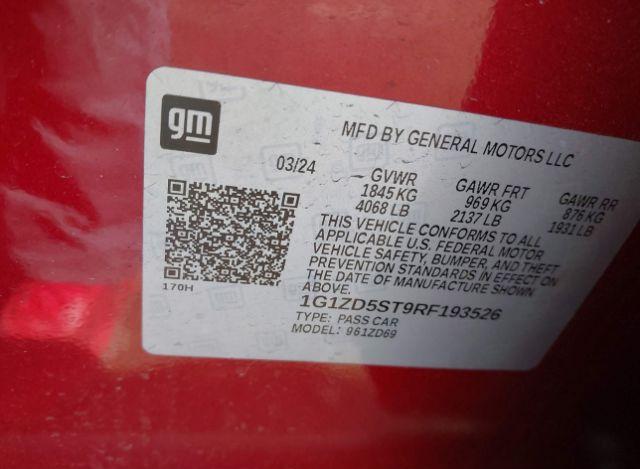 gm
MFD BY GENERAL MOTORS LLC
03/24
GVWR
1845 KG
4068 LB
GAWR FRT
969 KG
2137 LB
GAWR RR
876 KG
1931 LB
THIS VEHICLE CONFORMS TO ALL
APPLICABLE U.S. FEDERAL MOTOR
VEHICLE SAFETY, BUMPER, AND THEFT
PREVENTION STANDARDS IN EFFECT ON
THE DATE OF MANUFACTURE SHOWN
ABOVE.
170H
1G1ZD5ST9RF193526
TYPE: PASS CAR
MODEL: 961ZD69